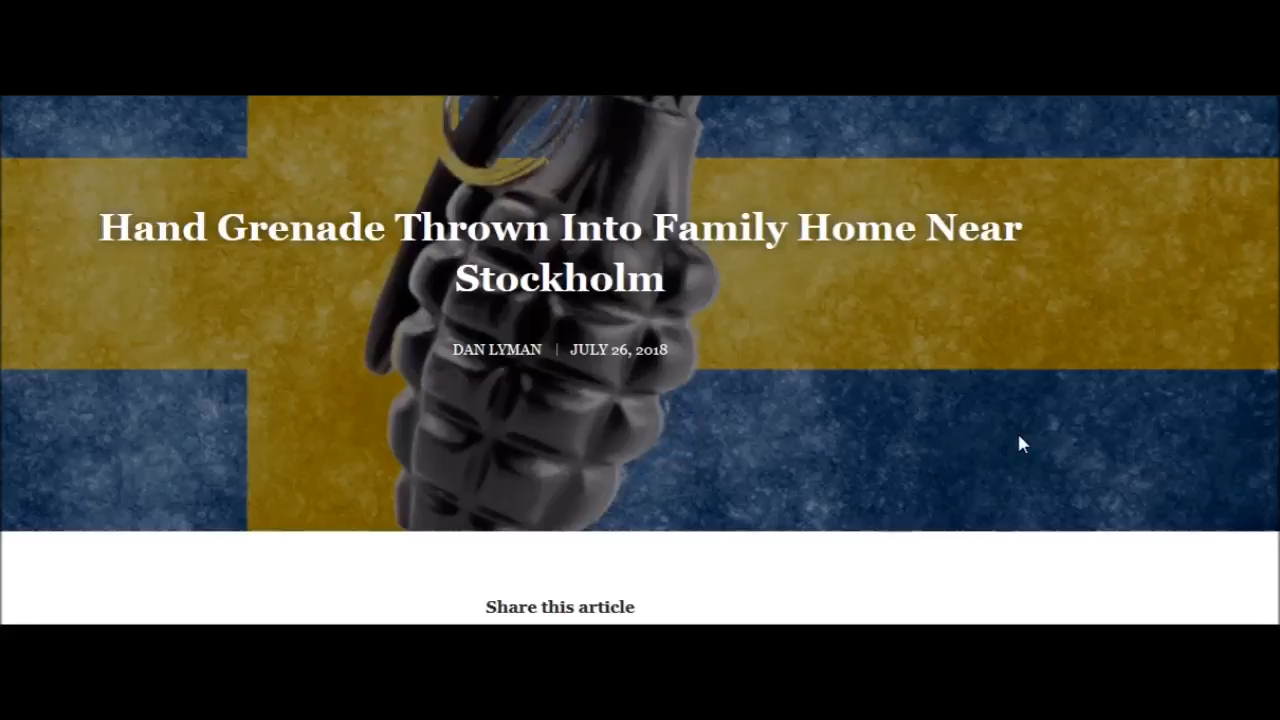 Hand Grenade Thrown Into Family Home Near
Stockholm
DAN LYMAN | JULY 26, 2018
Share this article